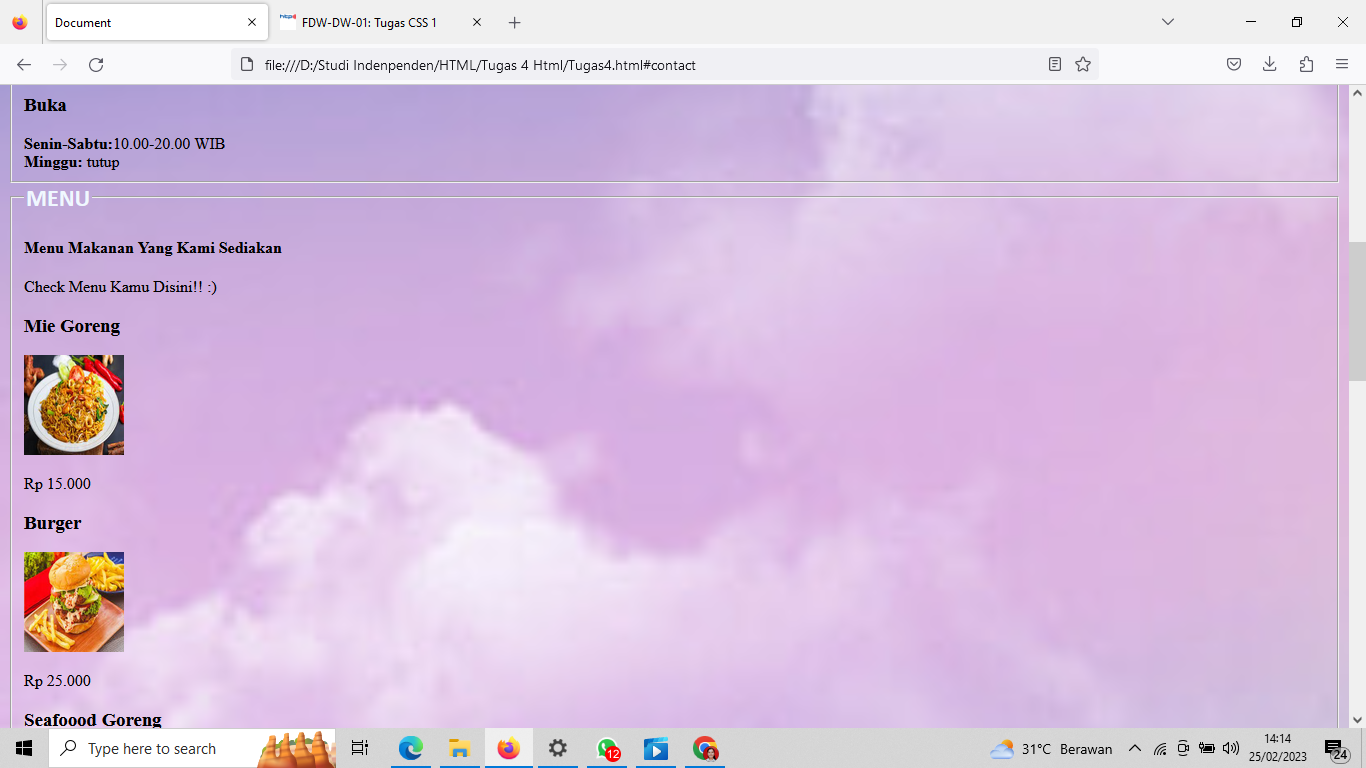 Document
FDW-DW-01: Tugas CSS 1
file:///D:/Studi Indenpenden/HTML/Tugas 4 Html/Tugas4.html#contact
Buka
Senin-Sabtu:10.00-20.00 WIB
Minggu: tutup
MENU
Menu Makanan Yang Kami Sediakan
Check Menu Kamu Disini!! :)
Mie Goreng
Rp 15.000
Burger
Rp 25.000
Seafoood Goreng
Type here to search
12
31°C Berawan
14:14
25/02/2023
24